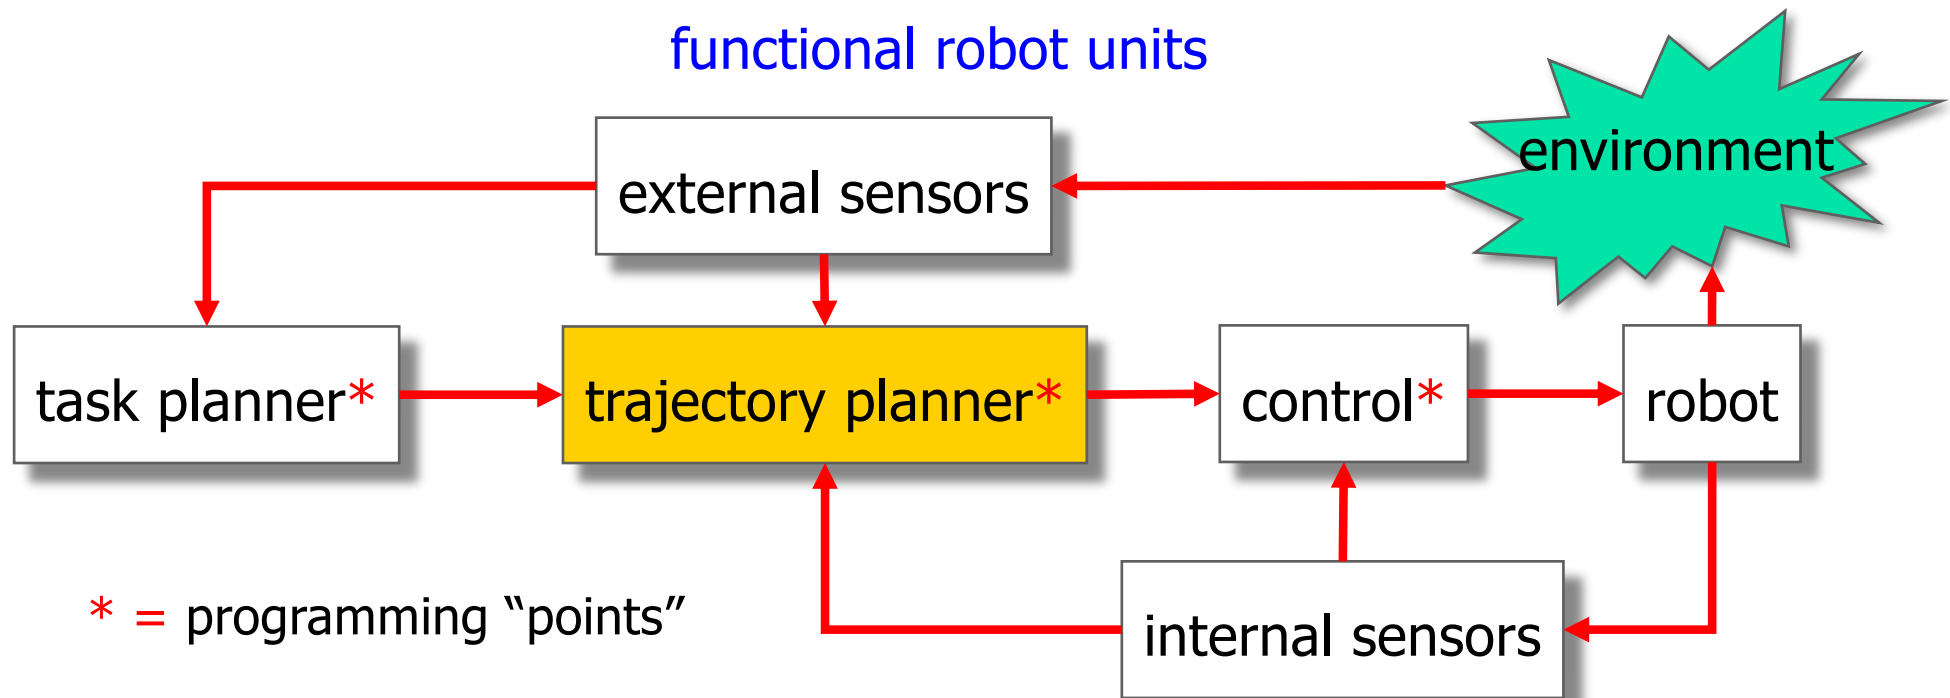 functional robot units
environment
external sensors
task planner*
trajectory planner*
control*
robot
* = programming “points”
internal sensors